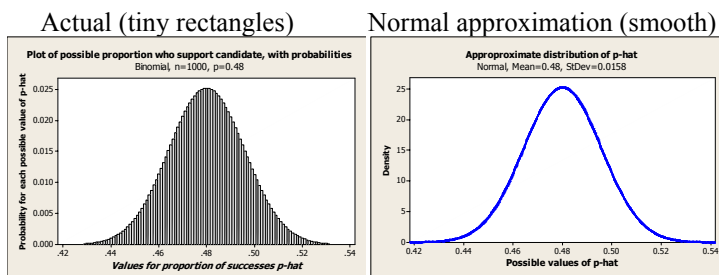 Actual (tiny rectangles)
Normal approximation (smooth)
Plot of possible proportion who support candidate, with probabilities
Binomial, n=1000, p=0.48
Probability for each possible value of p-hat
0.025
0.020
0.015
0.010
0.005
0.000
.42 .44 .46 .48 .50 .52 .54
Values for proportion of successes p-hat
Approproximate distribution of p-hat
Normal, Mean=0.48, StDev=0.0158
Density
25
20
15
10
5
0
0.42 0.44 0.46 0.48 0.50 0.52 0.54
Possible values of p-hat